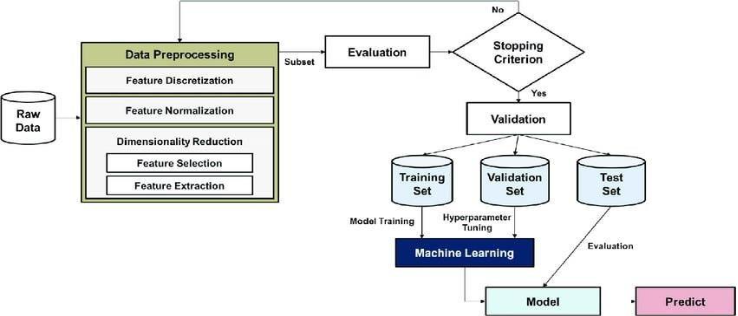 No
Data Preprocessing
Subset
Evaluation
Stopping
Criterion
Feature Discretization
Yes
Feature Normalization
Raw
Data
Validation
Dimensionality Reduction
Feature Selection
Feature Extraction
Training
Set
Validation
Set
Test
Set
Model Training
Hyperparameter
Tuning
Evaluation
Machine Learning
Model
Predict